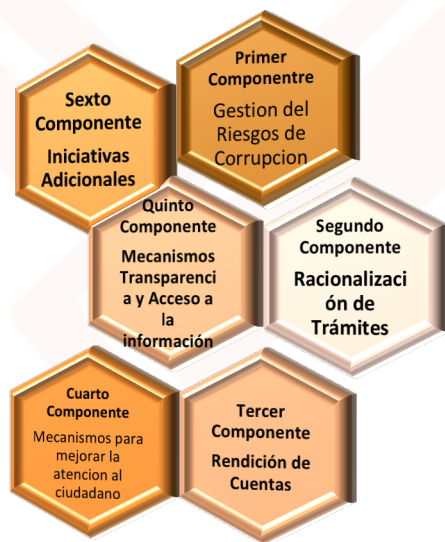 Primer
Componentre
Gestion del
Riesgos de
Corrupcion
Sexto
Componente
Iniciativas
Adicionales
Quinto
Componente
Mecanismos
Transparenci
a y Acceso a
la
información
Segundo
Componente
Racionalizaci
ón de
Trámites
Cuarto
Componente
Mecanismos para
mejorar la
atencion al
ciudadano
Tercer
Componente
Rendición de
Cuentas